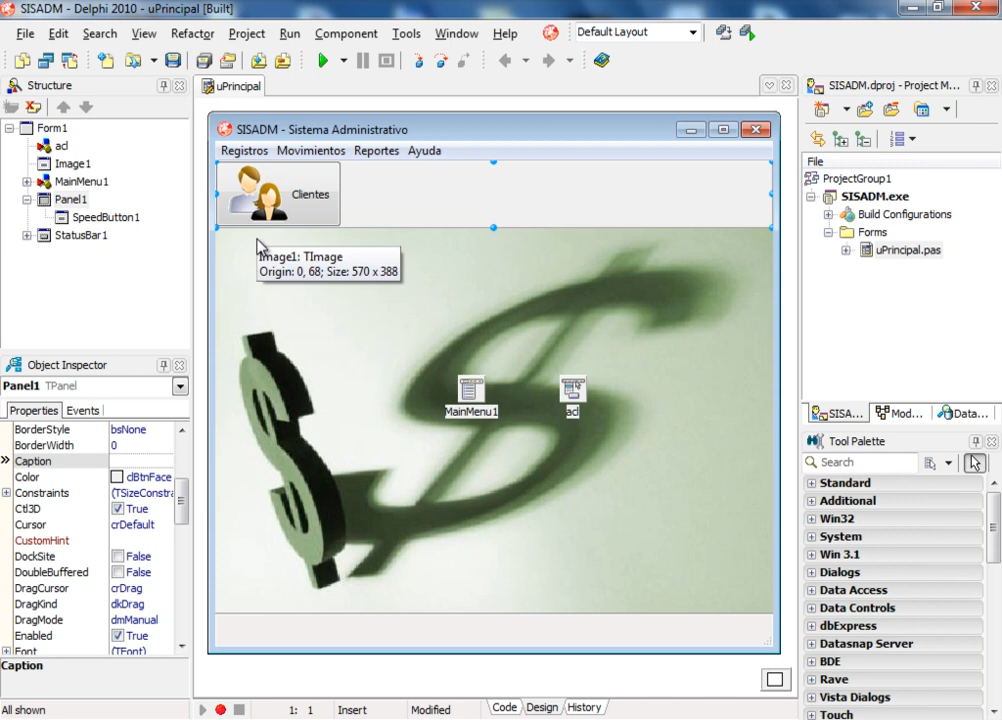 SISADM - Delphi 2010 - uPrincipal [Built]
File Edit Search View Refactor Project Run Component Tools Window Help Default Layout
Structure
Form1
acl
Image1
MainMenu1
Panel1
SpeedButton1
StatusBar1
Object Inspector
Panel1 TPanel
Properties Events
BorderStyle bsNone
BorderWidth 0
Caption
Color clBtnFace
Constraints (TSizeConstra
Ctl3D True
Cursor crDefault
CustomHint
DockSite False
DoubleBuffered False
DragCursor crDrag
DragKind dkDrag
DragMode dmManual
Enabled True
Font (TFont)
Caption
All shown
uPrincipal
SISADM - Sistema Administrativo
Registros Movimientos Reportes Ayuda
Clientes
Image1: TImage
Origin: 0, 68; Size: 570 x 388
MainMenu1 acl
1: 1 Insert Modified Code Design History
SISADM.dproj - Project M...
File
ProjectGroup1
SISADM.exe
Build Configurations
Forms
uPrincipal.pas
SISA... Mod... Data...
Tool Palette
Search
Standard
Additional
Win32
System
Win 3.1
Dialogs
Data Access
Data Controls
dbExpress
Datasnap Server
BDE
Rave
Vista Dialogs
Touch